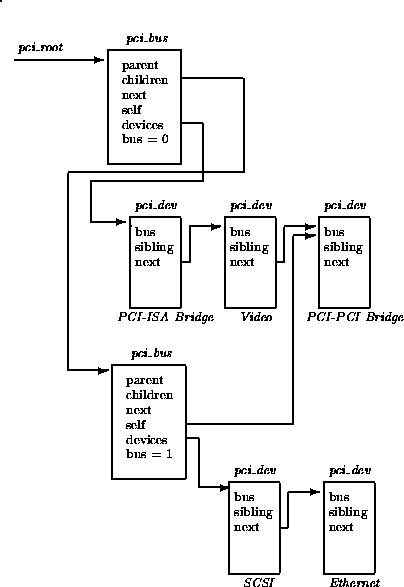 pci_bus
pci_root
parent
children
next
self
devices
bus = 0
pci_dev pci_dev pci_dev
bus bus bus
sibling sibling sibling
next next next
PCI-ISA Bridge Video PCI-PCI Bridge
pci_bus
parent
children
next
self
devices
bus = 1
pci_dev pci_dev
bus bus
sibling sibling
next next
SCSI Ethernet